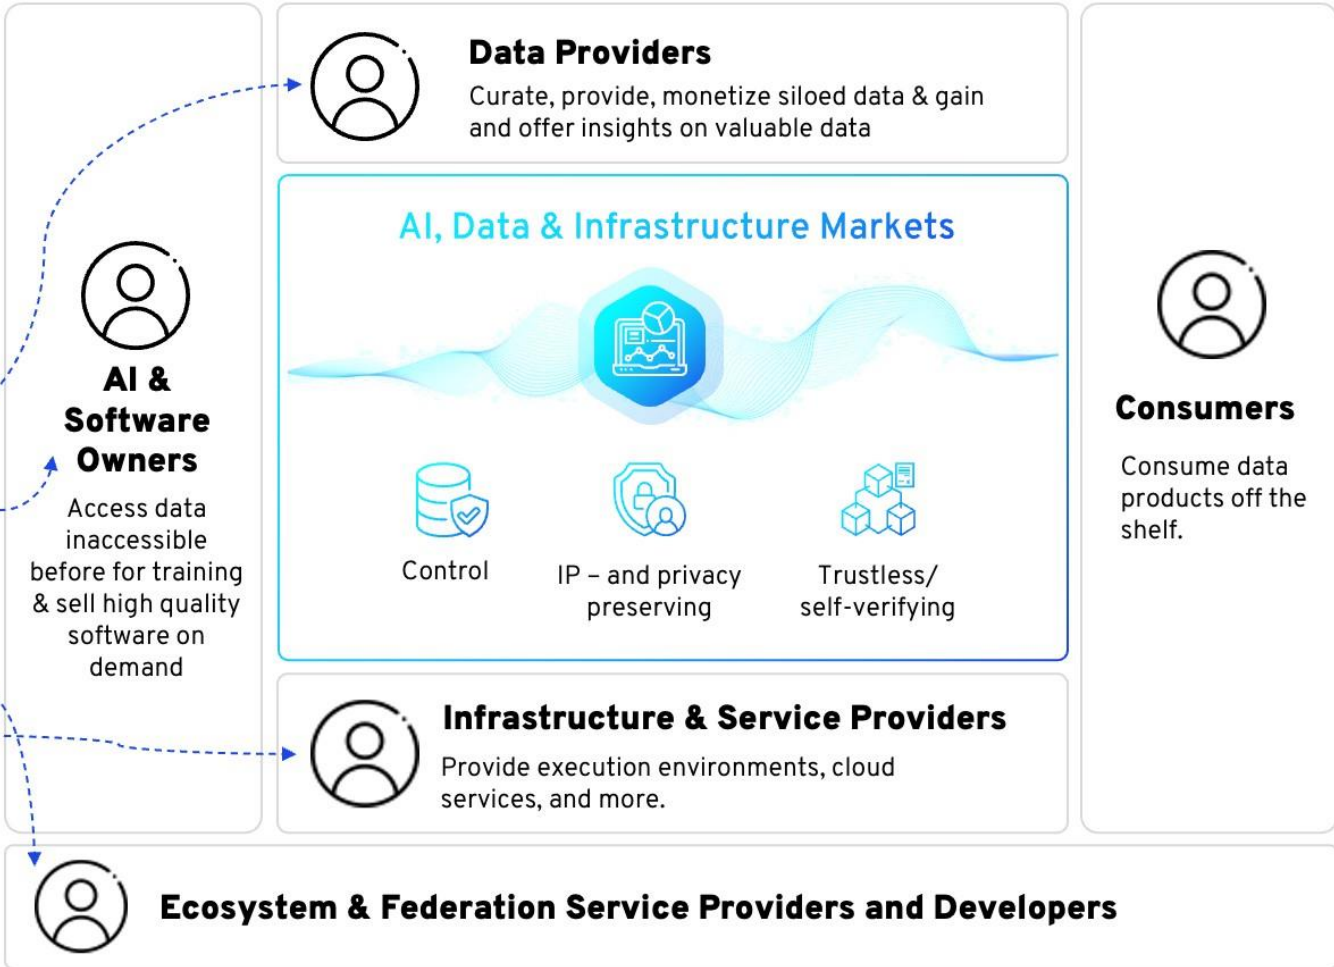 Data Providers
Curate, provide, monetize siloed data & gain
and offer insights on valuable data
AI, Data & Infrastructure Markets
Control
IP – and privacy
preserving
Trustless/
self-verifying
AI &
Software
Owners
Access data
inaccessible
before for training
& sell high quality
software on
demand
Consumers
Consume data
products off the
shelf.
Infrastructure & Service Providers
Provide execution environments, cloud
services, and more.
Ecosystem & Federation Service Providers and Developers